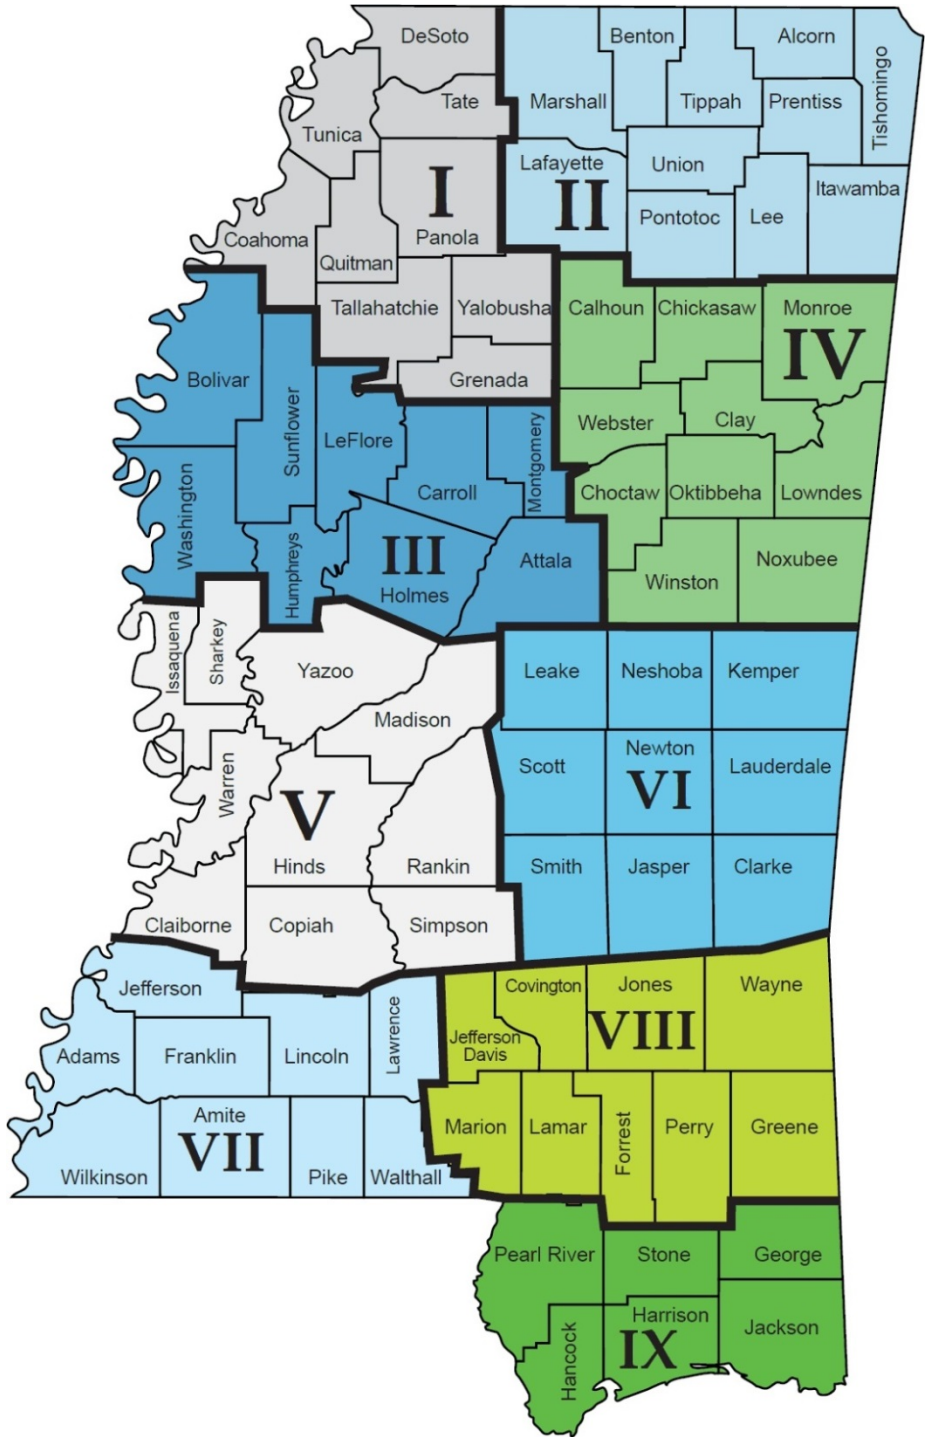 DeSoto
Tate
Tunica
I
Panola
Coahoma
Quitman
Tallahatchie
Yalobusha
Grenada
Benton
Alcorn
Tishomingo
Marshall
Tippah
Prentiss
Lafayette
II
Union
Itawamba
Pontotoc
Lee
Bolivar
Sunflower
LeFlore
Washington
Carroll
Montgomery
Humphreys
III
Holmes
Attala
Calhoun
Chickasaw
Monroe
IV
Webster
Clay
Choctaw
Oktibbeha
Lowndes
Winston
Noxubee
Issaquena
Sharkey
Yazoo
Madison
Warren
V
Hinds
Rankin
Claiborne
Copiah
Simpson
Leake
Neshoba
Kemper
Scott
Newton
VI
Lauderdale
Smith
Jasper
Clarke
Jefferson
Adams
Franklin
Lincoln
Lawrence
Amite
VII
Wilkinson
Pike
Walthall
Covington
Jones
Wayne
VIII
Jefferson
Davis
Marion
Lamar
Forrest
Perry
Greene
Pearl River
Stone
George
Hancock
Harrison
IX
Jackson